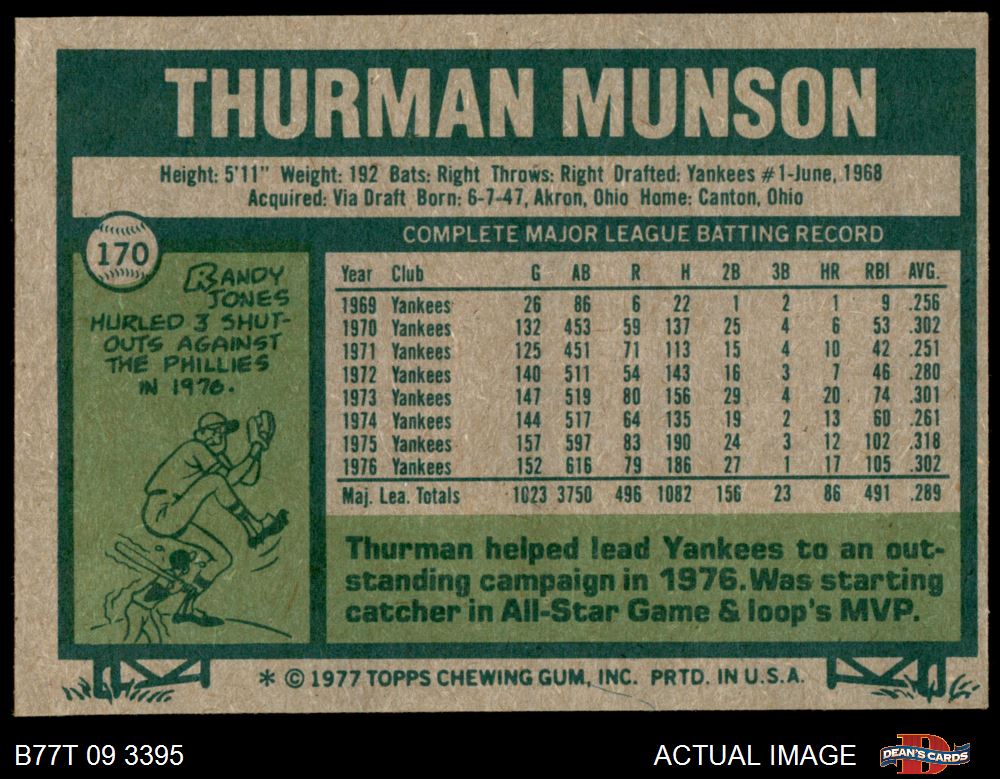 THURMAN MUNSON
Height: 5'11" Weight: 192 Bats: Right Throws: Right Drafted: Yankees #1-June, 1968
Acquired: Via Draft Born: 6-7-47, Akron, Ohio Home: Canton, Ohio
170
RANDY
JONES
HURLED 3 SHUT-
OUTS AGAINST
THE PHILLIES
IN 1976.
COMPLETE MAJOR LEAGUE BATTING RECORD
Year Club G AB R H 2B 3B HR RBI AVG.
1969 Yankees 26 86 6 22 1 2 1 9 .256
1970 Yankees 132 453 59 137 25 4 6 53 .302
1971 Yankees 125 451 71 113 15 4 10 42 .251
1972 Yankees 140 511 54 143 16 3 7 46 .280
1973 Yankees 147 519 80 156 29 4 20 74 .301
1974 Yankees 144 517 64 135 19 2 13 60 .261
1975 Yankees 157 597 83 190 24 3 12 102 .318
1976 Yankees 152 616 79 186 27 1 17 105 .302
Maj. Lea. Totals 1023 3750 496 1082 156 23 86 491 .289
Thurman helped lead Yankees to an out-
standing campaign in 1976. Was starting
catcher in All-Star Game & loop's MVP.
* © 1977 TOPPS CHEWING GUM, INC. PRTD. IN U.S.A.
B77T 09 3395
ACTUAL IMAGE
DEAN'S CARDS